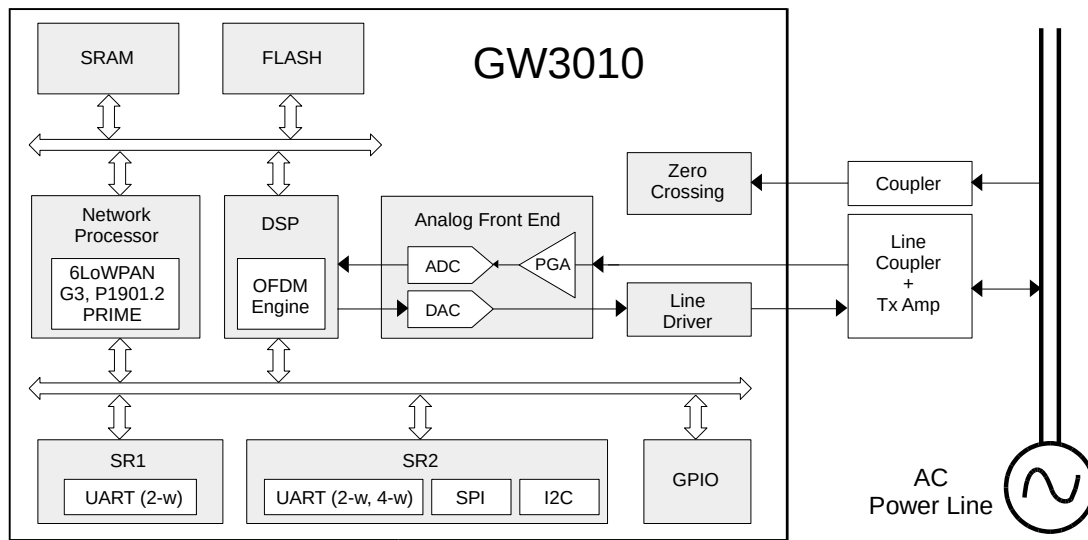 SRAM
FLASH
GW3010
Network
Processor
6LoWPAN
G3, P1901.2
PRIME
DSP
OFDM
Engine
Analog Front End
ADC
PGA
DAC
Zero
Crossing
Line
Driver
Coupler
Line
Coupler
+
Tx Amp
SR1
UART (2-w)
SR2
UART (2-w, 4-w)
SPI
I2C
GPIO
AC
Power Line